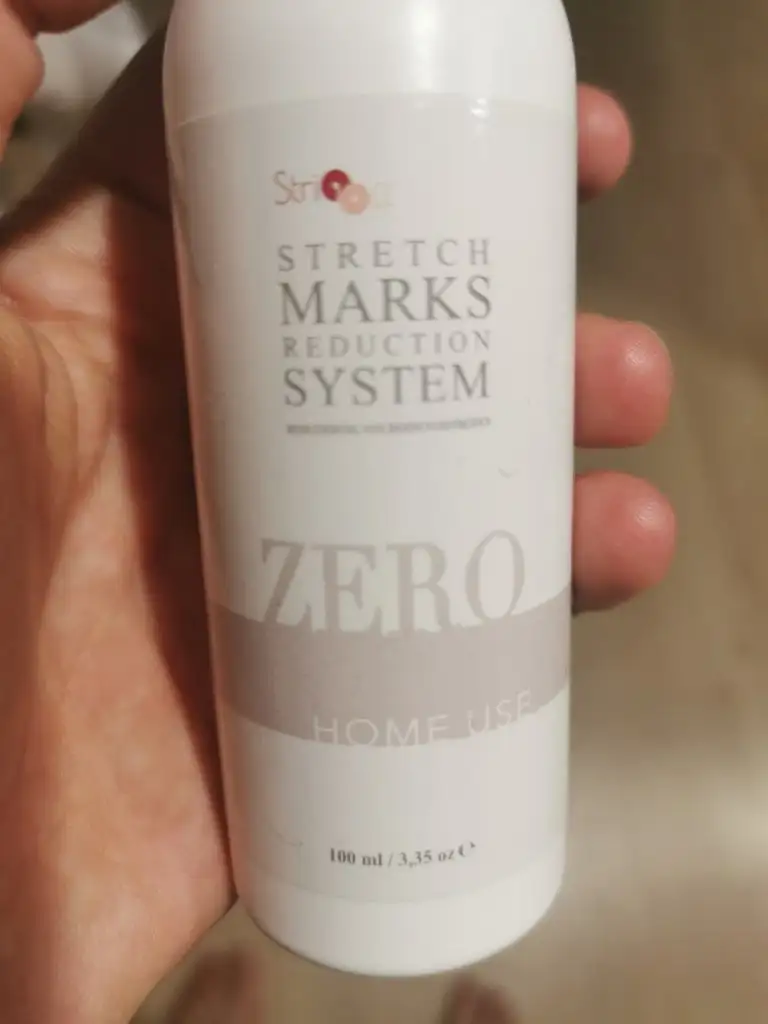 STRETCH
MARKS
REDUCTION
SYSTEM
ZERO
HOME USE
100 ml / 3,35 oz ℮